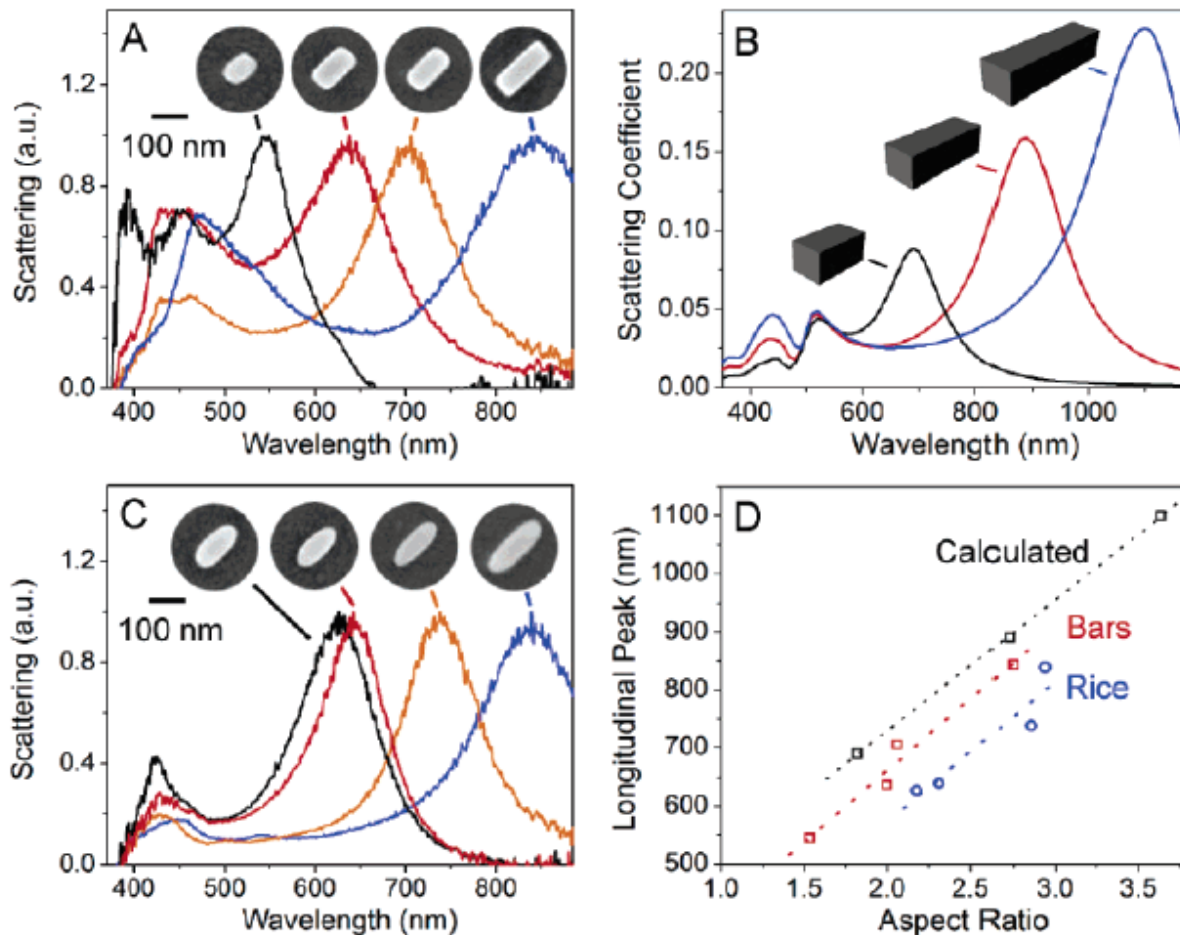 A
100 nm
Scattering (a.u.)
1.2
0.8
0.4
0.0
400 500 600 700 800
Wavelength (nm)
B
Scattering Coefficient
0.20
0.15
0.10
0.05
0.00
400 600 800 1000
Wavelength (nm)
C
100 nm
Scattering (a.u.)
1.2
0.8
0.4
0.0
400 500 600 700 800
Wavelength (nm)
D
Calculated
Bars
Rice
Longitudinal Peak (nm)
1100
1000
900
800
700
600
500
1.0 1.5 2.0 2.5 3.0 3.5
Aspect Ratio